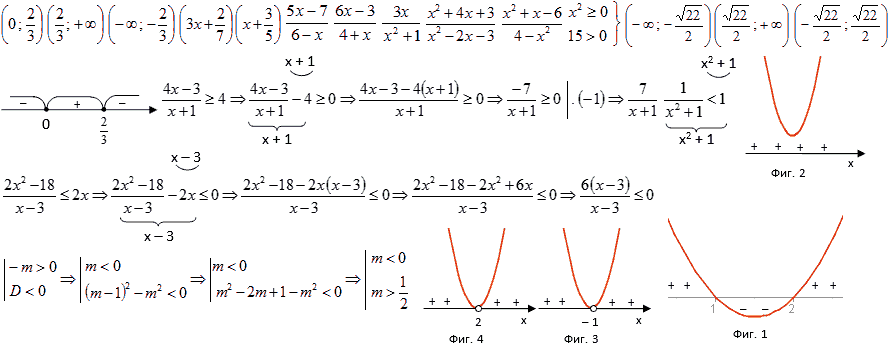 (0; 2/3) (2/3; +∞) (−∞; −2/3) (3x + 2/7) (x + 3/5) (5x−7)/(6−x) (6x−3)/(4+x) 3x/(x²+1) (x²+4x+3)/(x²−2x−3) (x²+x−6)/(4−x²) x² ≥ 0 15 > 0 } (−∞; −√22/2) (√22/2; +∞) (−√22/2; √22/2)
− + − 0 2/3
(4x−3)/(x+1) ≥ 4 ⇒ (4x−3)/(x+1) − 4 ≥ 0 ⇒ (4x−3−4(x+1))/(x+1) ≥ 0 ⇒ −7/(x+1) ≥ 0 | .(−1) ⇒ 7/(x+1)
x + 1
x + 1
1/(x²+1) < 1
x² + 1
x² + 1
+ + + + x
Фиг. 2
(2x²−18)/(x−3) ≤ 2x ⇒ (2x²−18)/(x−3) − 2x ≤ 0 ⇒ (2x²−18−2x(x−3))/(x−3) ≤ 0 ⇒ (2x²−18−2x²+6x)/(x−3) ≤ 0 ⇒ 6(x−3)/(x−3) ≤ 0
x − 3
x − 3
| −m > 0 D < 0 ⇒ | m < 0 (m−1)² − m² < 0 ⇒ | m < 0 m² − 2m + 1 − m² < 0 ⇒ | m < 0 m > 1/2
+ + + + 2 x
Фиг. 4
+ + + + −1 x
Фиг. 3
+ + 1 − − 2 + +
Фиг. 1